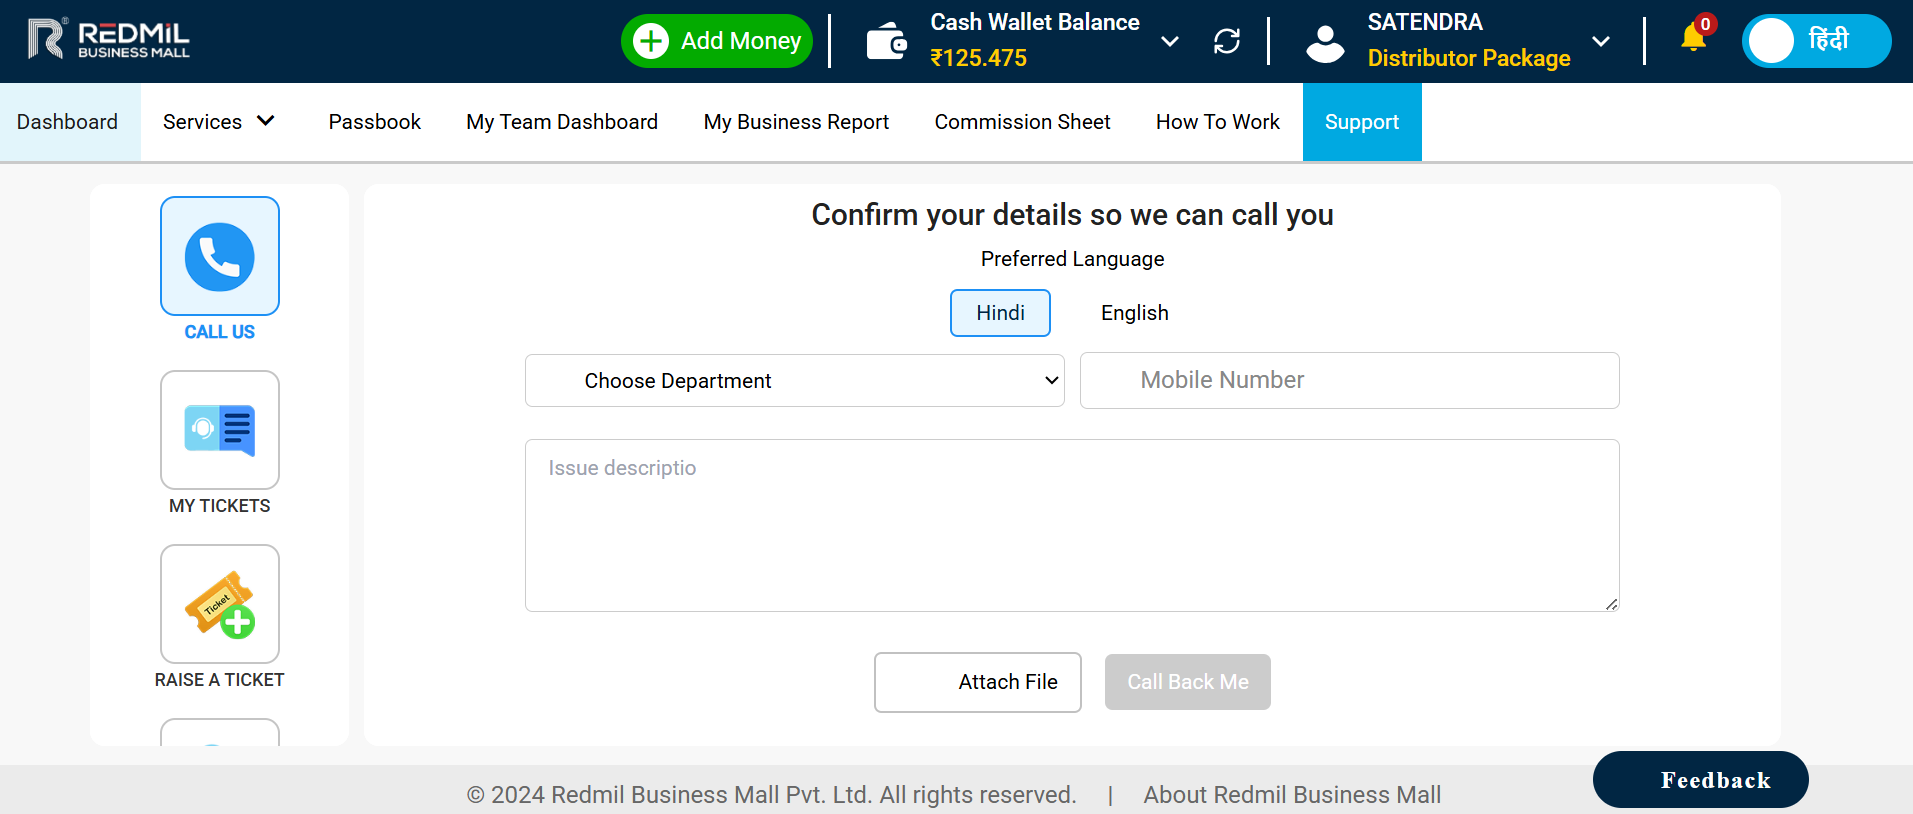 REDMIL
BUSINESS MALL
Add Money
Cash Wallet Balance
₹125.475
SATENDRA
Distributor Package
0
हिंदी
Dashboard
Services
Passbook
My Team Dashboard
My Business Report
Commission Sheet
How To Work
Support
CALL US
MY TICKETS
Ticket
RAISE A TICKET
Confirm your details so we can call you
Preferred Language
Hindi
English
Choose Department
Mobile Number
Issue descriptio
Attach File
Call Back Me
Feedback
© 2024 Redmil Business Mall Pvt. Ltd. All rights reserved. | About Redmil Business Mall